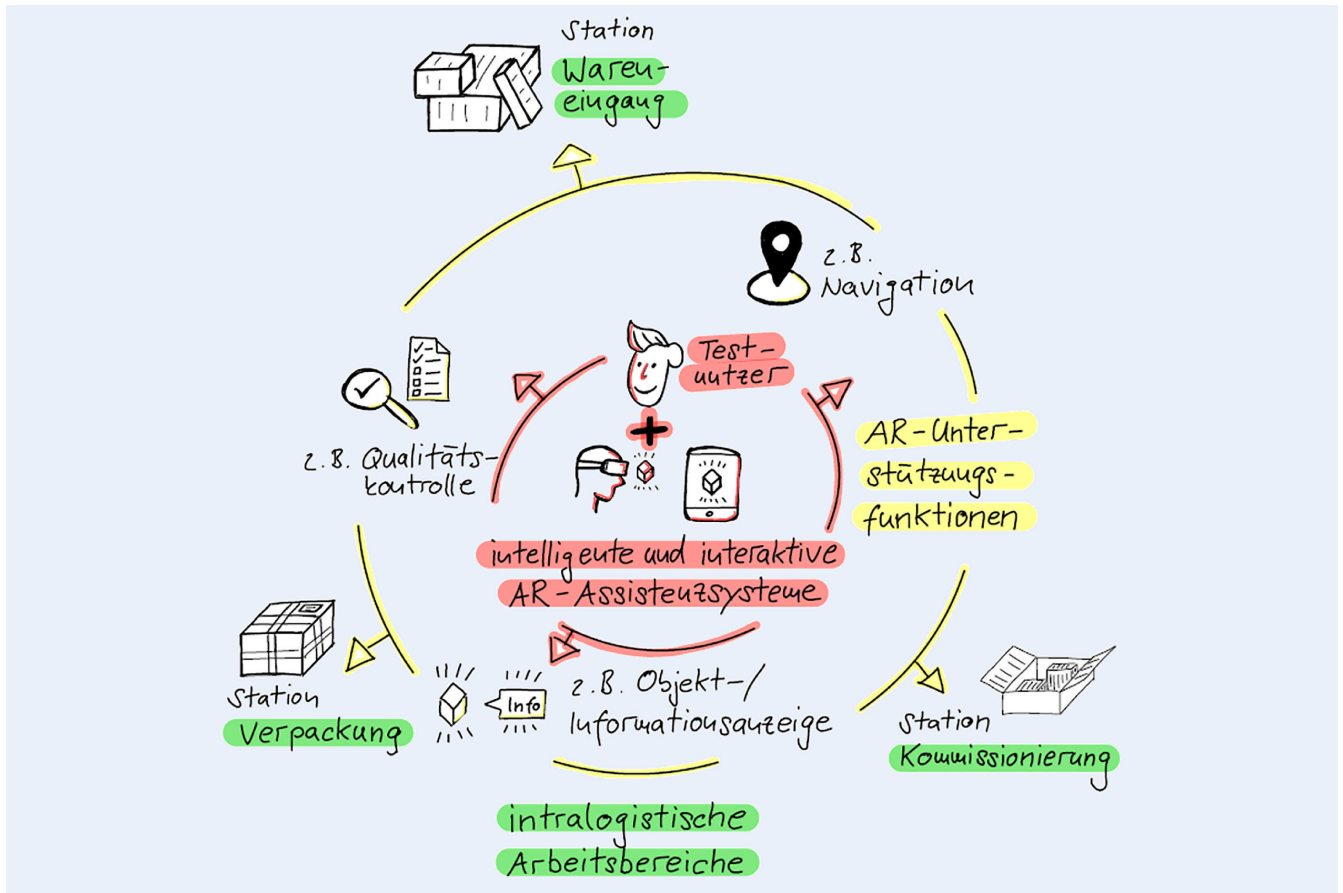 Station
Waren-
eingang
z.B.
Navigation
Test-
nutzer
z.B. Qualitäts-
kontrolle
AR-Unter-
stützungs-
funktionen
intelligente und interaktive
AR-Assistenzsysteme
Station
Verpackung
Info
z.B. Objekt-/
Informationsanzeige
Station
Kommissionierung
intralogistische
Arbeitsbereiche